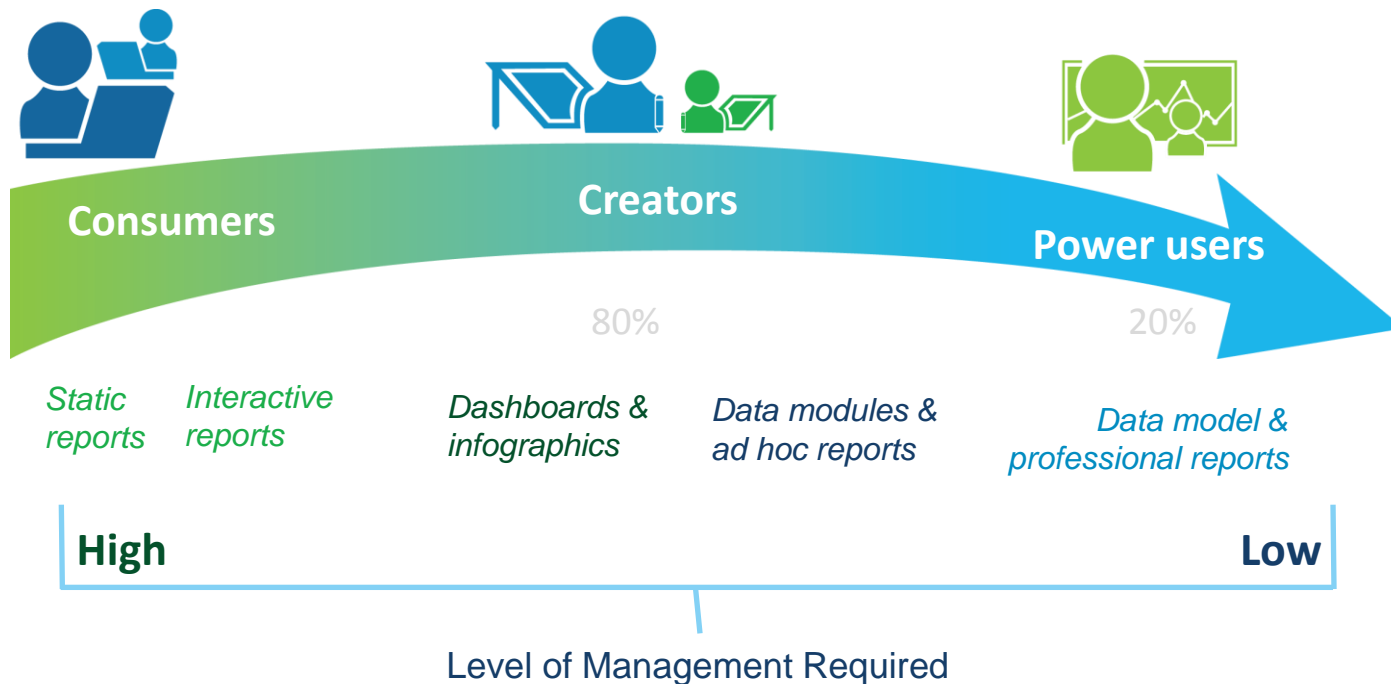 Consumers
Creators
Power users
80%
20%
Static
reports
Interactive
reports
Dashboards &
infographics
Data modules &
ad hoc reports
Data model &
professional reports
High
Low
Level of Management Required